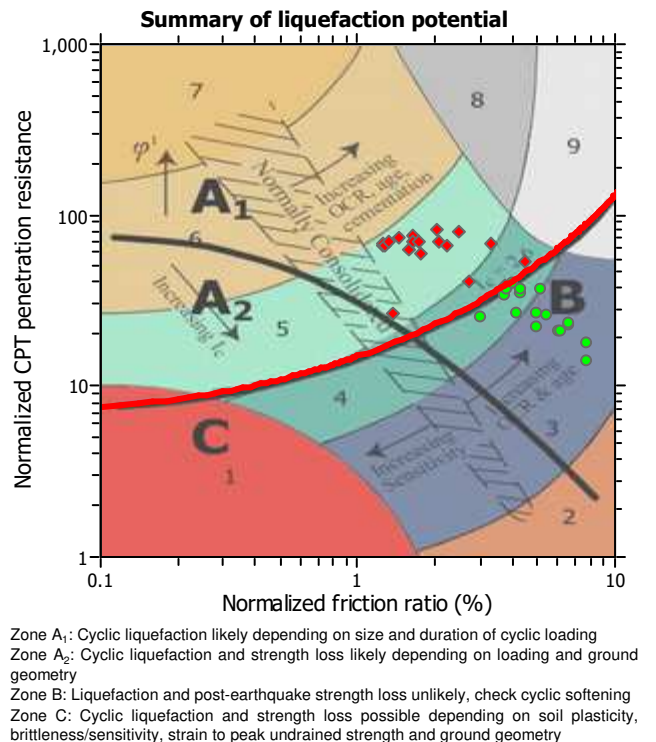 Summary of liquefaction potential
Normalized CPT penetration resistance
1,000
100
10
1
0.1
1
10
Normalized friction ratio (%)
7
8
9
φ'
Increasing
OCR, age,
cementation
A1
Normally Consolidated
6
A2
Increasing Ic
5
B
4
Increasing
OCR & age
3
C
Increasing
Sensitivity
1
2
Zone A1: Cyclic liquefaction likely depending on size and duration of cyclic loading
Zone A2: Cyclic liquefaction and strength loss likely depending on loading and ground
geometry
Zone B: Liquefaction and post-earthquake strength loss unlikely, check cyclic softening
Zone C: Cyclic liquefaction and strength loss possible depending on soil plasticity,
brittleness/sensitivity, strain to peak undrained strength and ground geometry